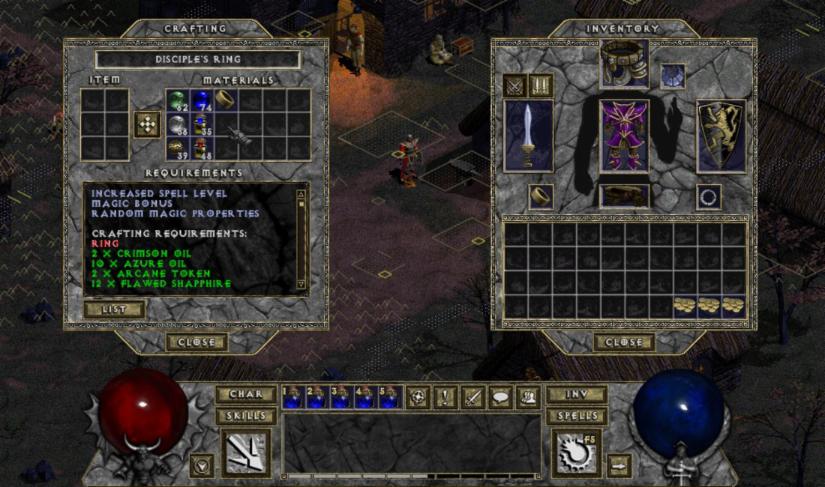 CRAFTING
DISCIPLE'S RING
ITEM
MATERIALS
62
74
68
35
39
48
REQUIREMENTS
INCREASED SPELL LEVEL
MAGIC BONUS
RANDOM MAGIC PROPERTIES
CRAFTING REQUIREMENTS:
RING
2 X CRIMSON OIL
10 X AZURE OIL
2 X ARCANE TOKEN
12 X FLAWED SHAPPHIRE
LIST
CLOSE
INVENTORY
CLOSE
CHAR
1 2 3 4 5
INV
SKILLS
SPELLS
F5